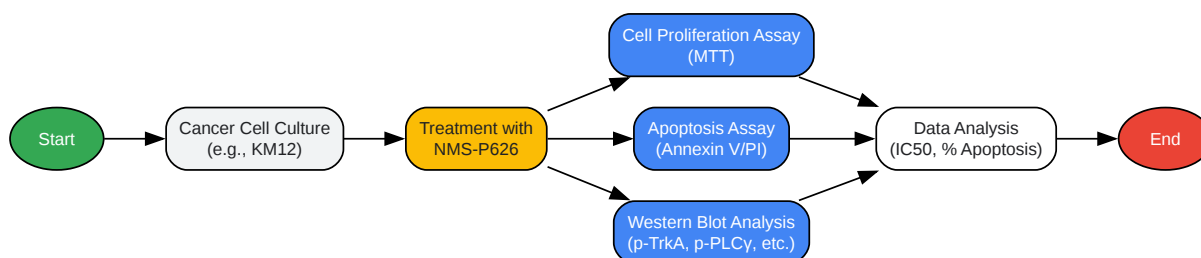 Start
Cancer Cell Culture
(e.g., KM12)
Treatment with
NMS-P626
Cell Proliferation Assay
(MTT)
Apoptosis Assay
(Annexin V/PI)
Western Blot Analysis
(p-TrkA, p-PLCγ, etc.)
Data Analysis
(IC50, % Apoptosis)
End